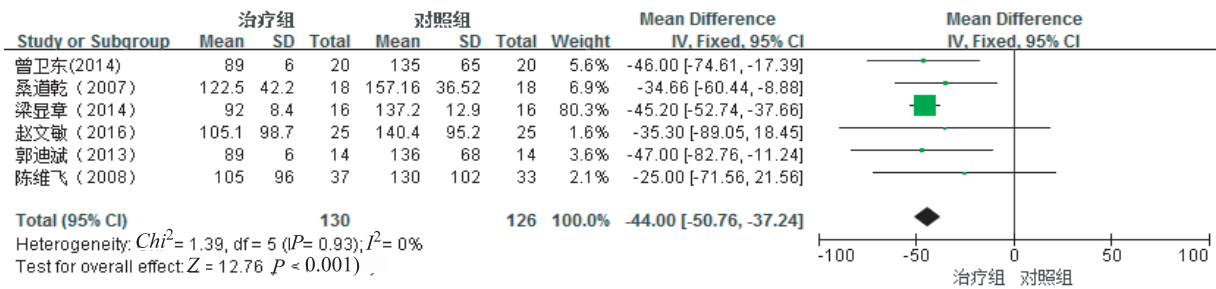 治疗组 对照组 Mean Difference Mean Difference
Study or Subgroup Mean SD Total Mean SD Total Weight IV, Fixed, 95% CI IV, Fixed, 95% CI
曾卫东(2014) 89 6 20 135 65 20 5.6% -46.00 [-74.61, -17.39]
桑道乾（2007） 122.5 42.2 18 157.16 36.52 18 6.9% -34.66 [-60.44, -8.88]
梁显章（2014） 92 8.4 16 137.2 12.9 16 80.3% -45.20 [-52.74, -37.66]
赵文敏（2016） 105.1 98.7 25 140.4 95.2 25 1.6% -35.30 [-89.05, 18.45]
郭迪斌（2013） 89 6 14 136 68 14 3.6% -47.00 [-82.76, -11.24]
陈维飞（2008） 105 96 37 130 102 33 2.1% -25.00 [-71.56, 21.56]
Total (95% CI) 130 126 100.0% -44.00 [-50.76, -37.24]
Heterogeneity: Chi²= 1.39, df = 5 (P= 0.93); I²= 0%
Test for overall effect: Z = 12.76 P < 0.001)
-100 -50 0 50 100
治疗组 对照组